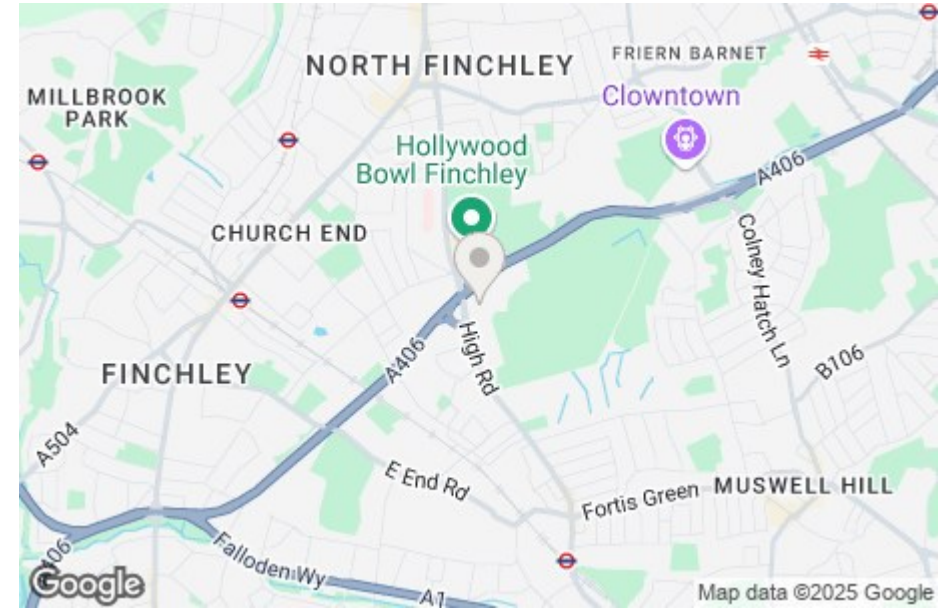 NORTH FINCHLEY
FRIERN BARNET
MILLBROOK
PARK
Clowntown
Hollywood
Bowl Finchley
A406
CHURCH END
Colney Hatch Ln
High Rd
A406
B106
FINCHLEY
A504
E End Rd
Fortis Green
MUSWELL HILL
A406
Falloden Wy
A1
Google
Map data ©2025 Google